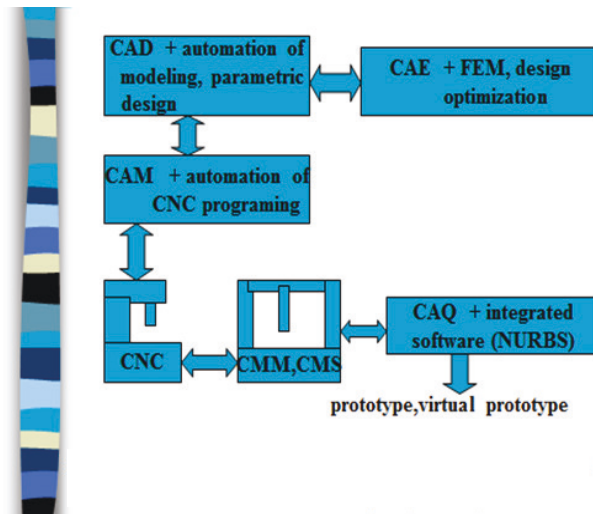 CAD + automation of
modeling, parametric
design
CAE + FEM, design
optimization
CAM + automation of
CNC programing
CNC
CMM,CMS
CAQ + integrated
software (NURBS)
prototype,virtual prototype